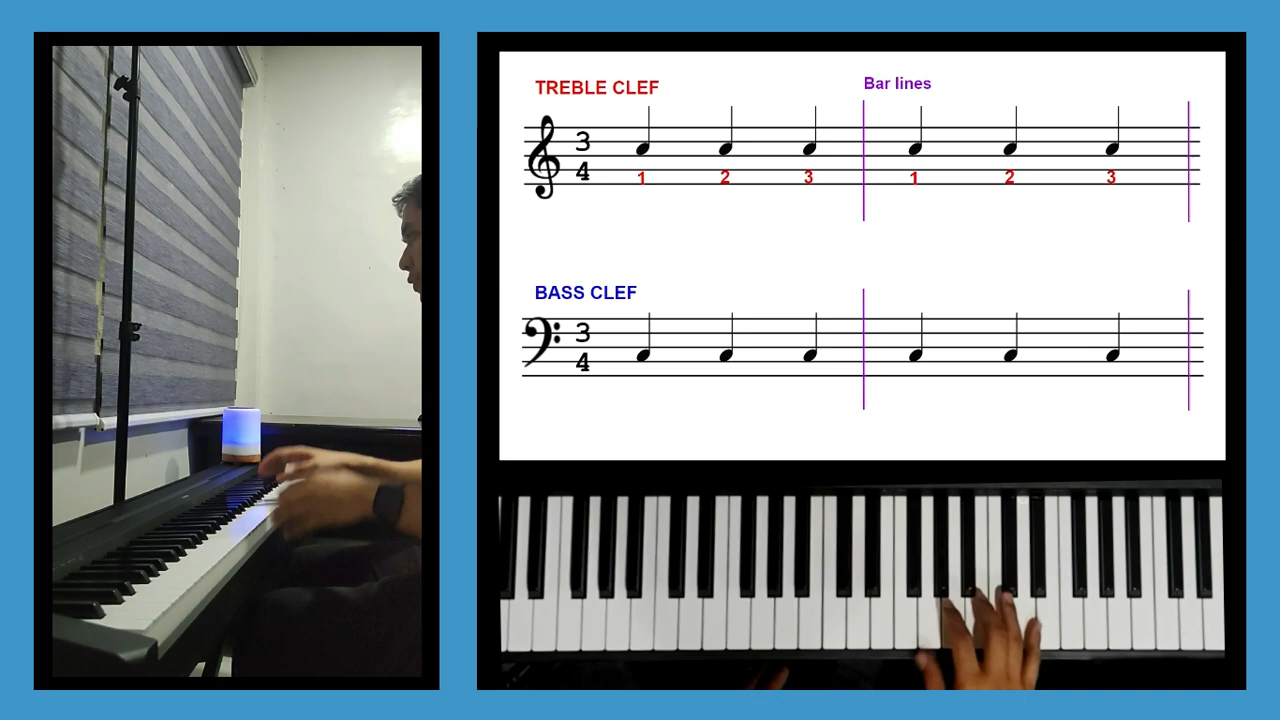 TREBLE CLEF
Bar lines
3
4
1 2 3 1 2 3
BASS CLEF
3
4